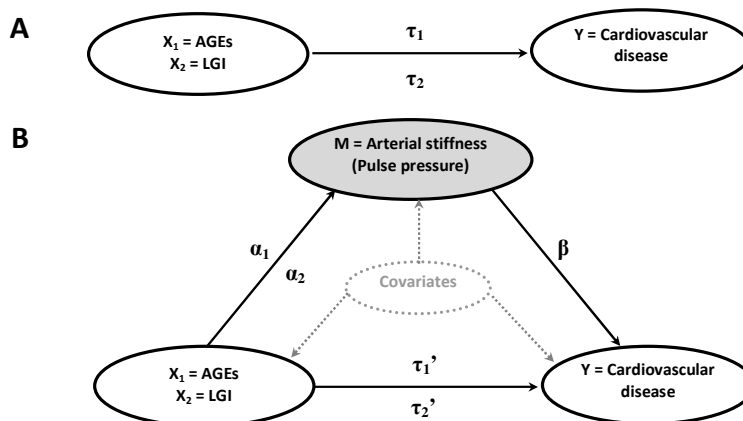 A
X₁ = AGEs
X₂ = LGI
τ₁
τ₂
Y = Cardiovascular
disease
B
M = Arterial stiffness
(Pulse pressure)
α₁
α₂
Covariates
β
X₁ = AGEs
X₂ = LGI
τ₁’
τ₂’
Y = Cardiovascular
disease